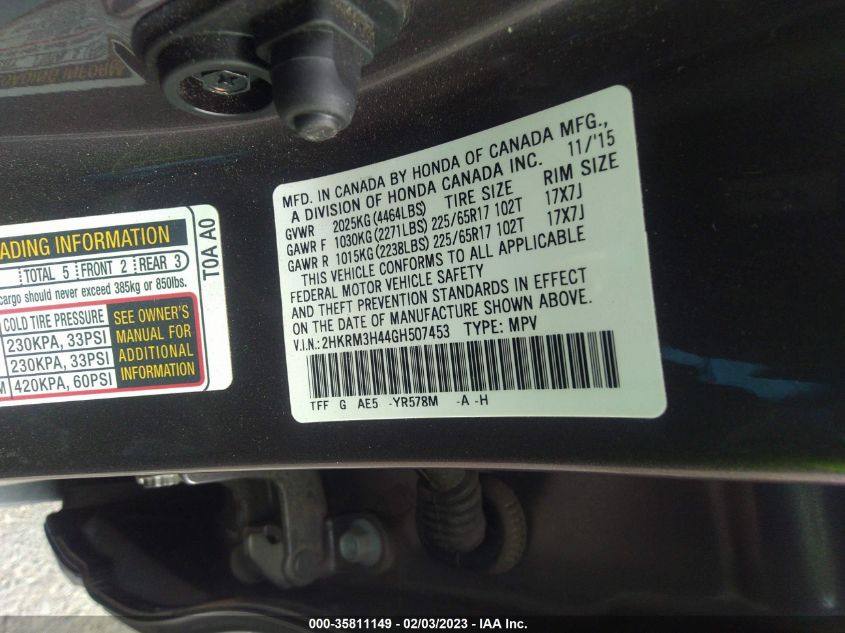 MFD. IN CANADA BY HONDA OF CANADA MFG.,
A DIVISION OF HONDA CANADA INC. 11/'15
GVWR 2025KG (4464LBS) TIRE SIZE RIM SIZE
GAWR F 1030KG (2271LBS) 225/65R17 102T 17X7J
GAWR R 1015KG (2238LBS) 225/65R17 102T 17X7J
THIS VEHICLE CONFORMS TO ALL APPLICABLE
FEDERAL MOTOR VEHICLE SAFETY
AND THEFT PREVENTION STANDARDS IN EFFECT
ON THE DATE OF MANUFACTURE SHOWN ABOVE.
V.I.N.: 2HKRM3H44GH507453 TYPE: MPV
TFF G AE5 -YR578M -A -H
ADING INFORMATION
TOTAL 5 FRONT 2 REAR 3
cargo should never exceed 385kg or 850lbs.
COLD TIRE PRESSURE
230KPA, 33PSI
230KPA, 33PSI
420KPA, 60PSI
SEE OWNER'S
MANUAL FOR
ADDITIONAL
INFORMATION
TOA A0
000-35811149 - 02/03/2023 - IAA Inc.